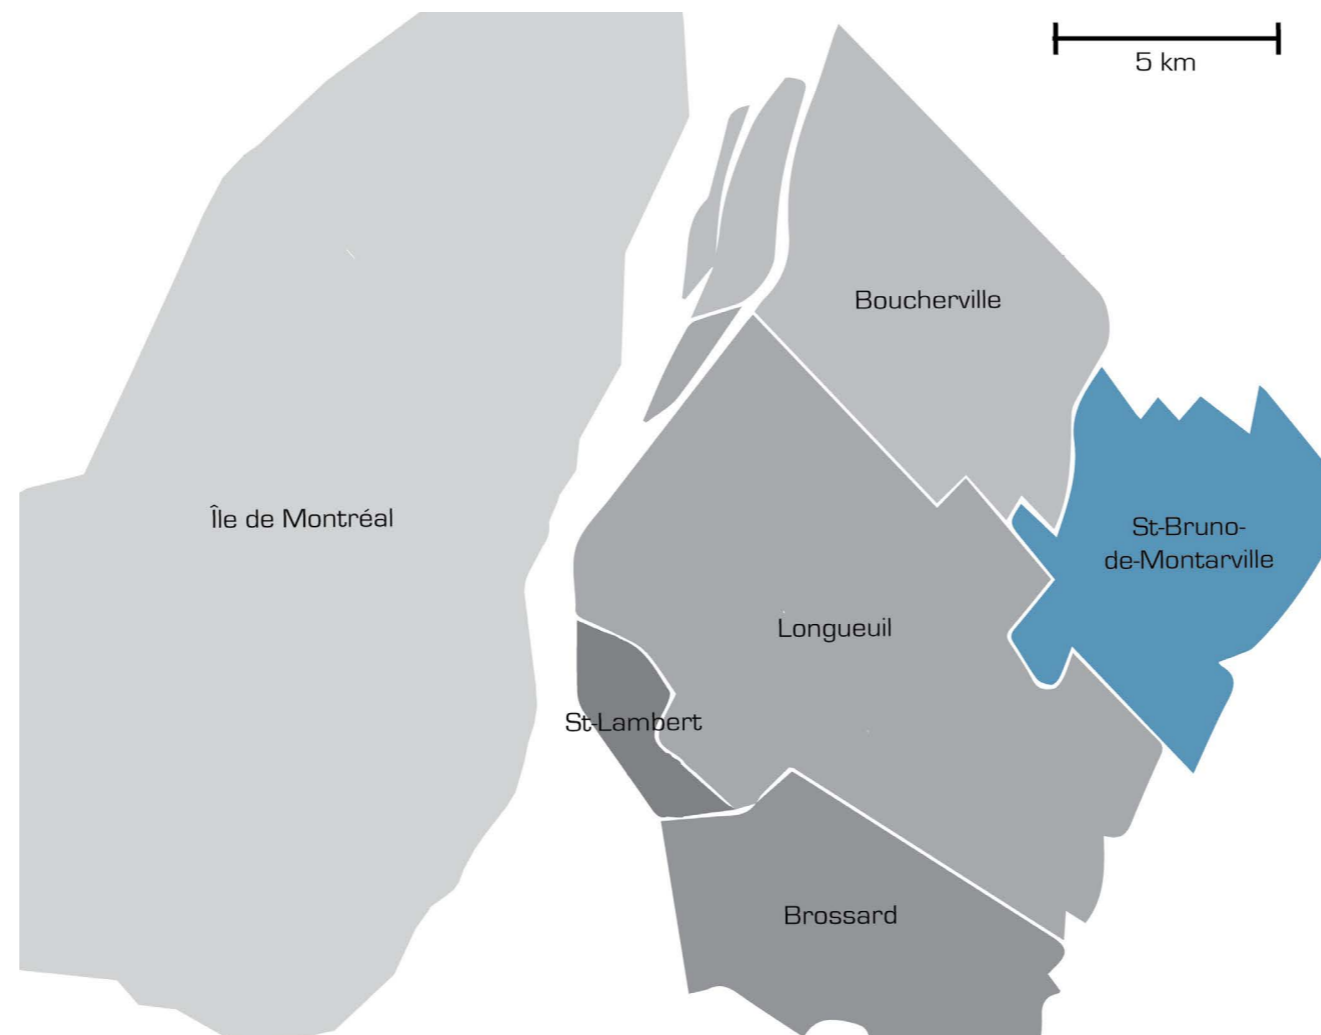 5 km
Boucherville
Île de Montréal
St-Bruno-
de-Montarville
Longueuil
St-Lambert
Brossard